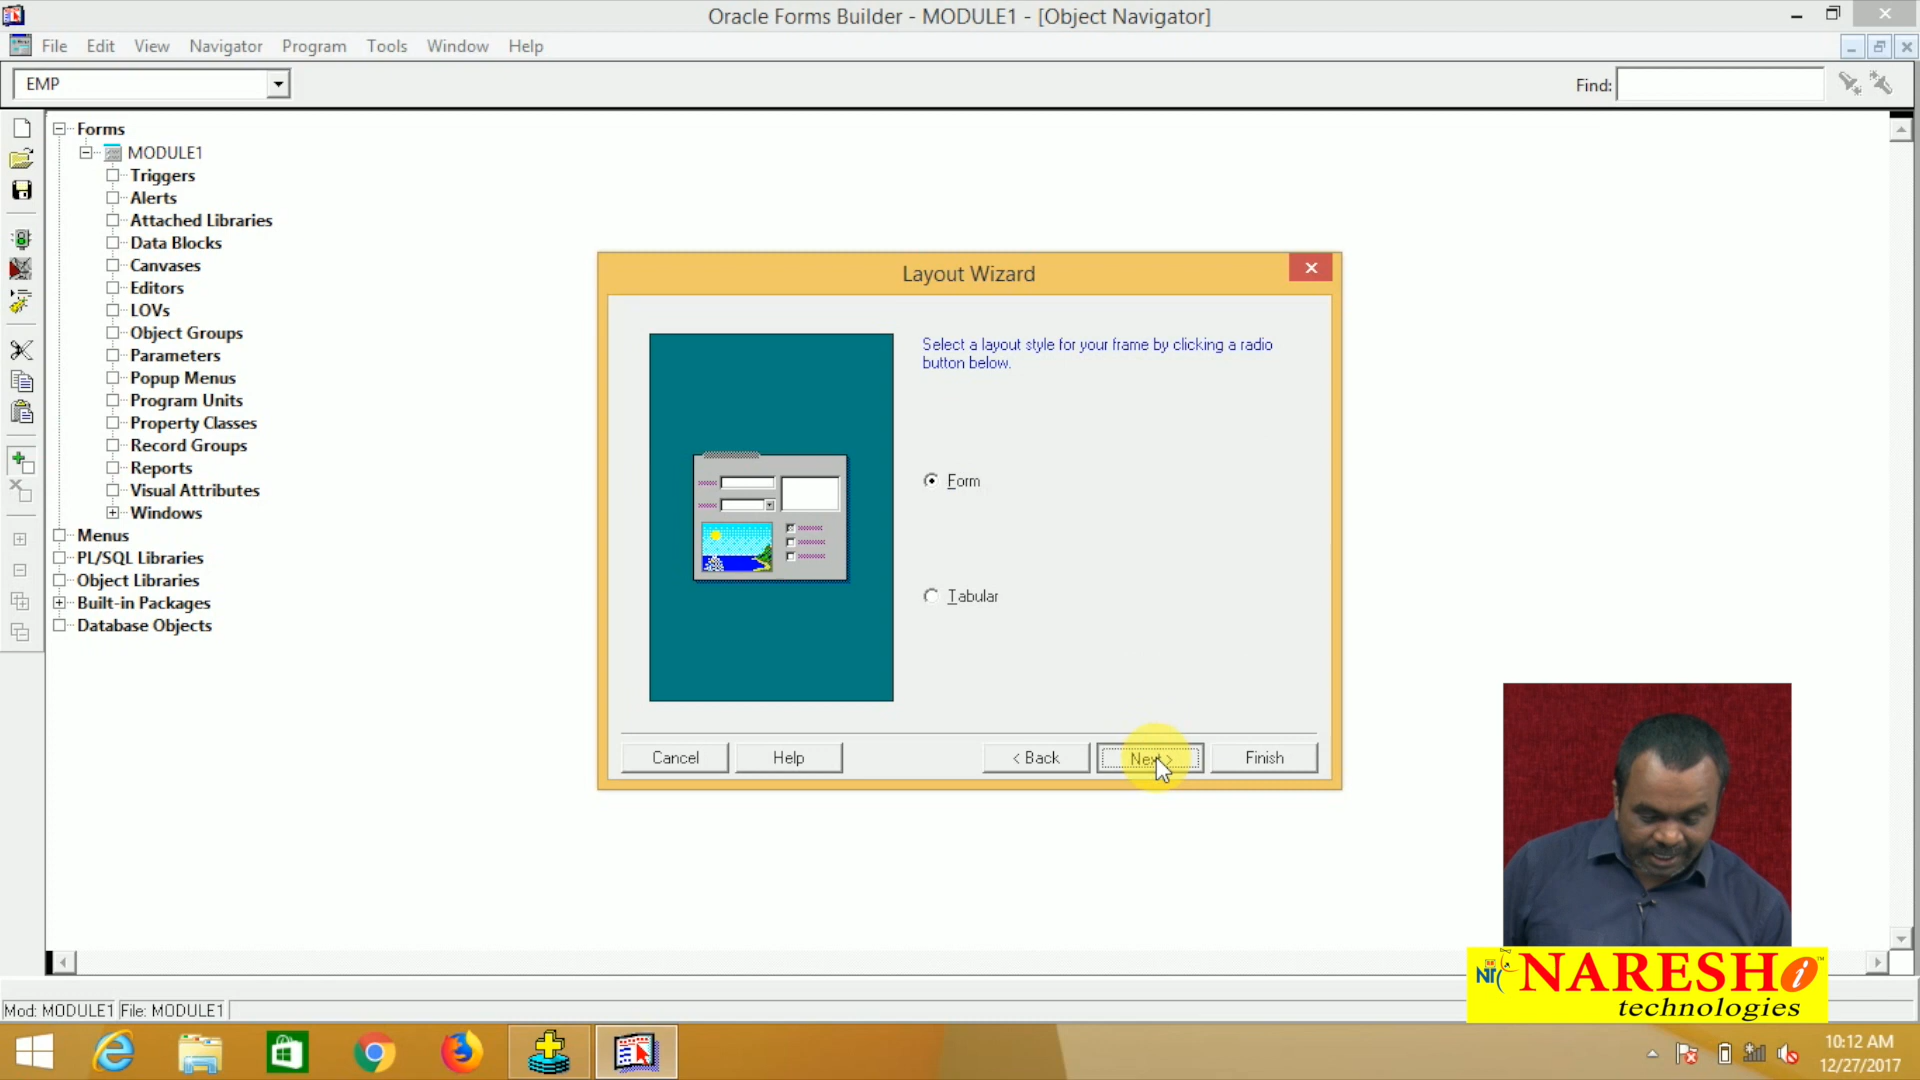 Oracle Forms Builder - MODULE1 - [Object Navigator]
File Edit View Navigator Program Tools Window Help
EMP
Find:
Forms
MODULE1
Triggers
Alerts
Attached Libraries
Data Blocks
Canvases
Editors
LOVs
Object Groups
Parameters
Popup Menus
Program Units
Property Classes
Record Groups
Reports
Visual Attributes
Windows
Menus
PL/SQL Libraries
Object Libraries
Built-in Packages
Database Objects
Layout Wizard
Select a layout style for your frame by clicking a radio
button below.
Form
Tabular
Cancel Help < Back Next > Finish
NARESH i ™
technologies
Mod: MODULE1 File: MODULE1
10:12 AM
12/27/2017